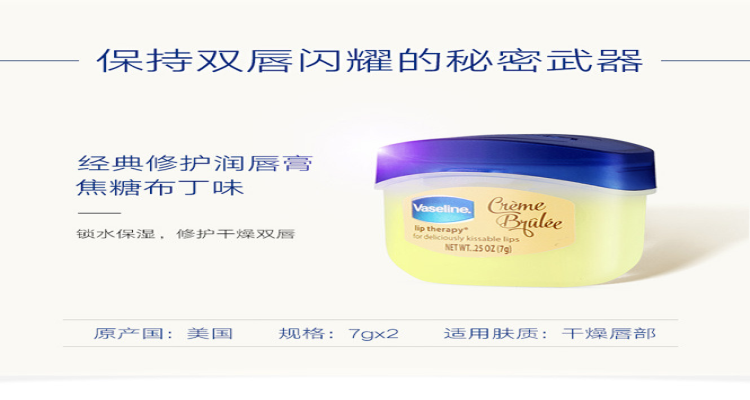 保持双唇闪耀的秘密武器
经典修护润唇膏
焦糖布丁味
锁水保湿，修护干燥双唇
Vaseline.
Crème
Brûlée
lip therapy®
for deliciously kissable lips
NET WT. .25 OZ (7g)
原产国：美国 规格：7gx2 适用肤质：干燥唇部